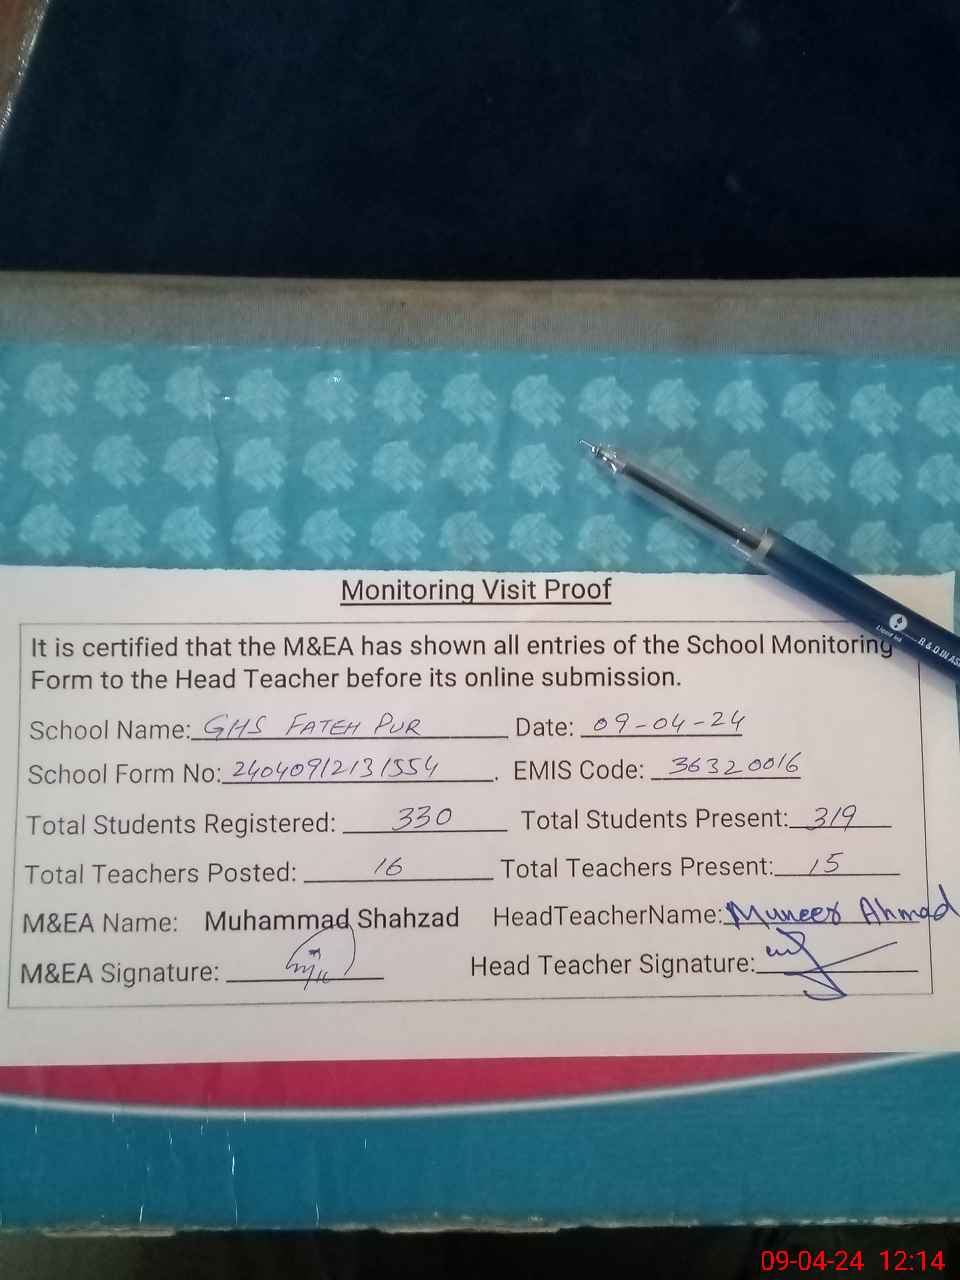 Monitoring Visit Proof
It is certified that the M&EA has shown all entries of the School Monitoring
Form to the Head Teacher before its online submission.
School Name: GHS FATEH PUR Date: 09-04-24
School Form No: 24040912131554. EMIS Code: 36320016
Total Students Registered: 330 Total Students Present: 319
Total Teachers Posted: 16 Total Teachers Present: 15
M&EA Name: Muhammad Shahzad HeadTeacherName: Muneer Ahmad
M&EA Signature: Head Teacher Signature:
09-04-24 12:14